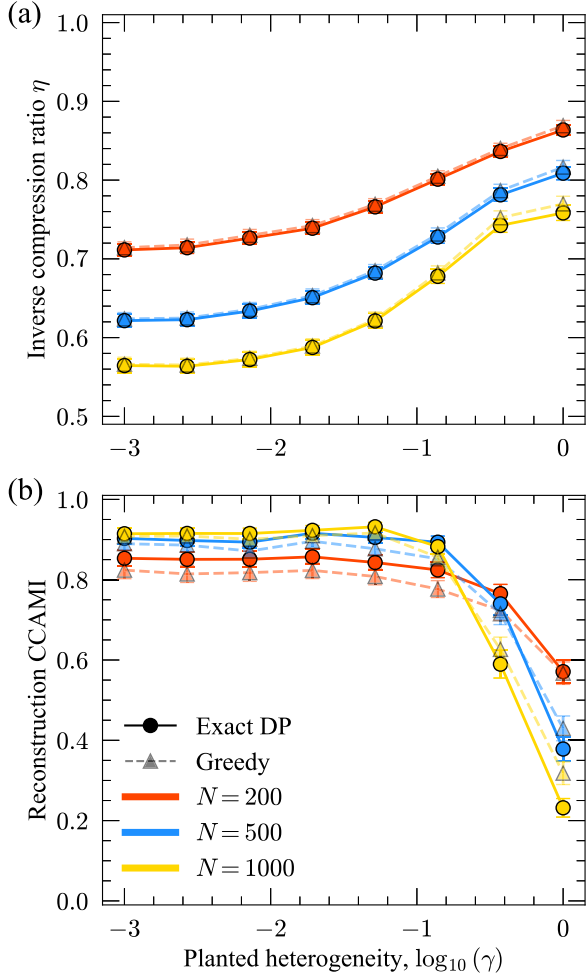 (a)
1.0
0.9
0.8
0.7
0.6
0.5
Inverse compression ratio η
−3
−2
−1
0
(b)
1.0
0.8
0.6
0.4
0.2
0.0
Reconstruction CCAMI
Exact DP
Greedy
N = 200
N = 500
N = 1000
−3
−2
−1
0
Planted heterogeneity, log₁₀ (γ)